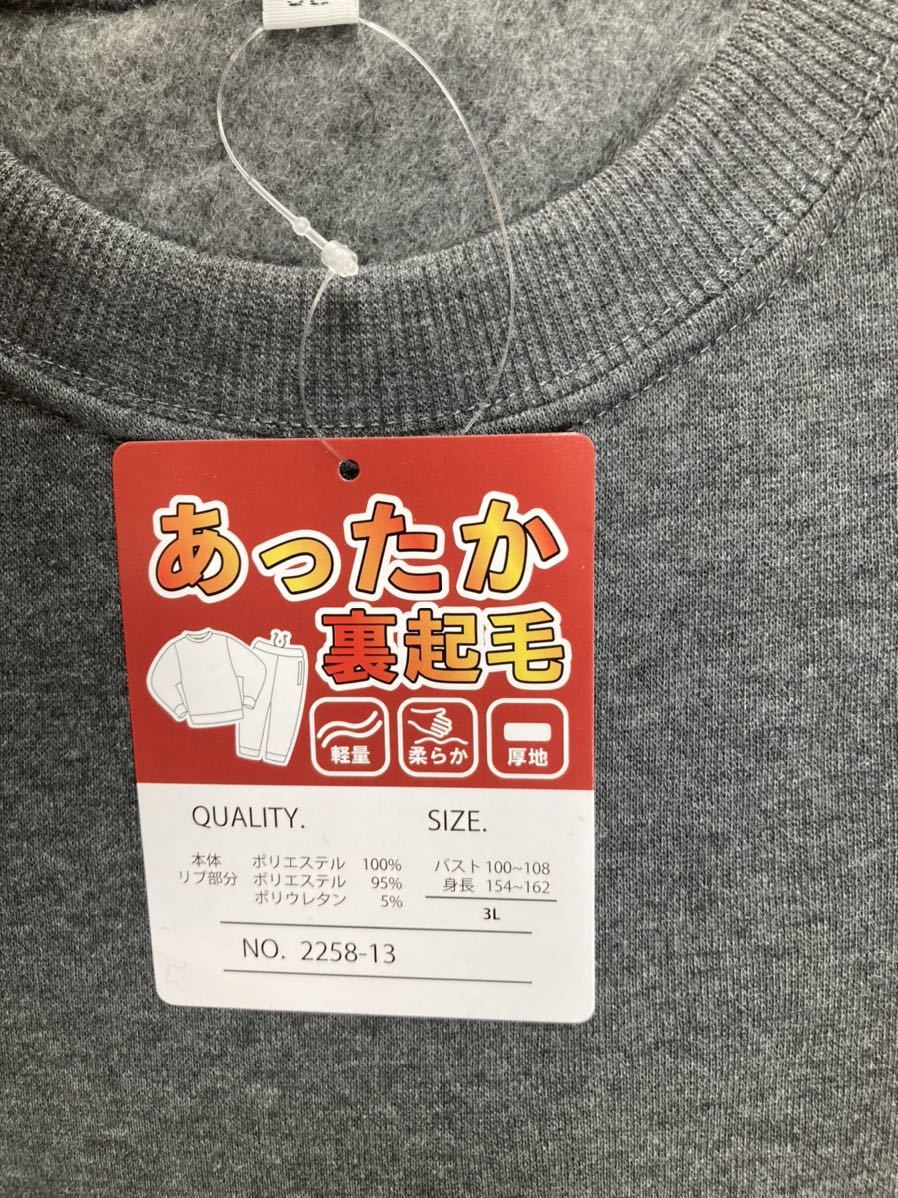 あったか
裏起毛
軽量 柔らか 厚地
QUALITY. SIZE.
本体 ポリエステル 100%
リブ部分 ポリエステル 95%
ポリウレタン 5%
バスト 100~108
身長 154~162
3L
NO. 2258-13